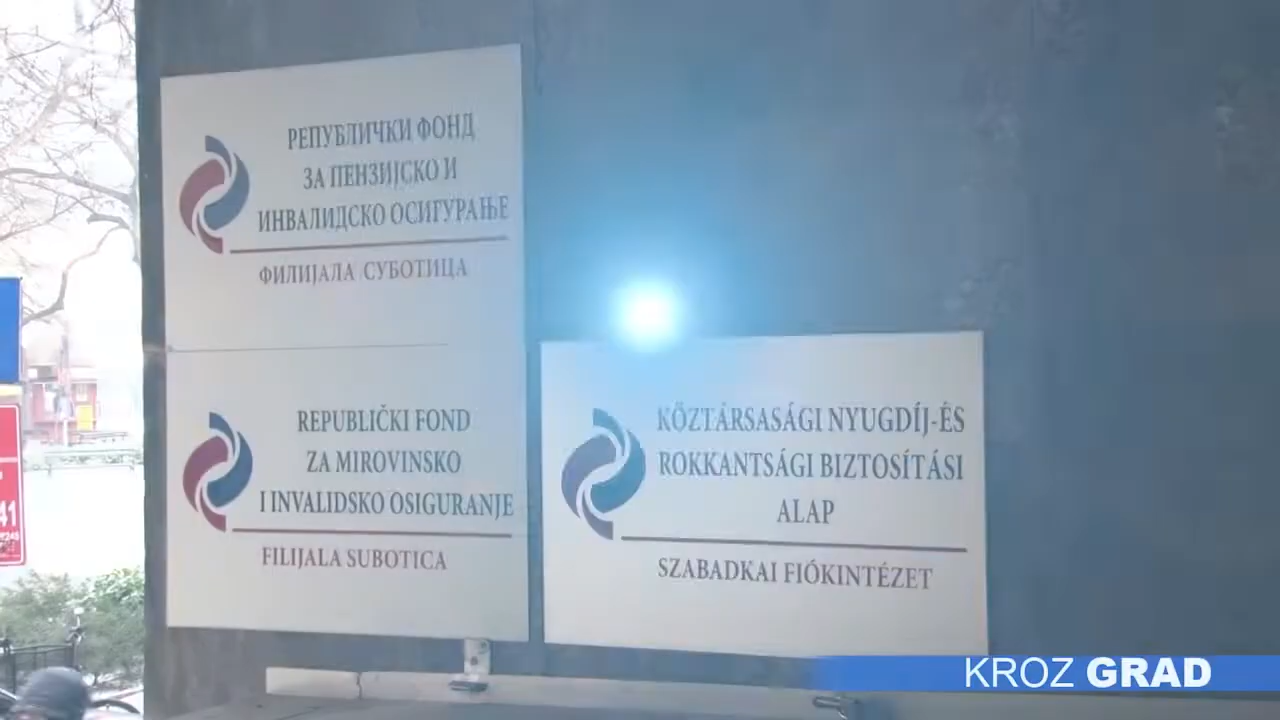 РЕПУБЛИЧКИ ФОНД
ЗА ПЕНЗИЈСКО И
ИНВАЛИДСКО ОСИГУРАЊЕ
ФИЛИЈАЛА СУБОТИЦА
REPUBLIČKI FOND
ZA MIROVINSKO
I INVALIDSKO OSIGURANJE
FILIJALA SUBOTICA
KÖZTÁRSASÁGI NYUGDÍJ-ÉS
ROKKANTSÁGI BIZTOSÍTÁSI
ALAP
SZABADKAI FIÓKINTÉZET
41
KROZ GRAD